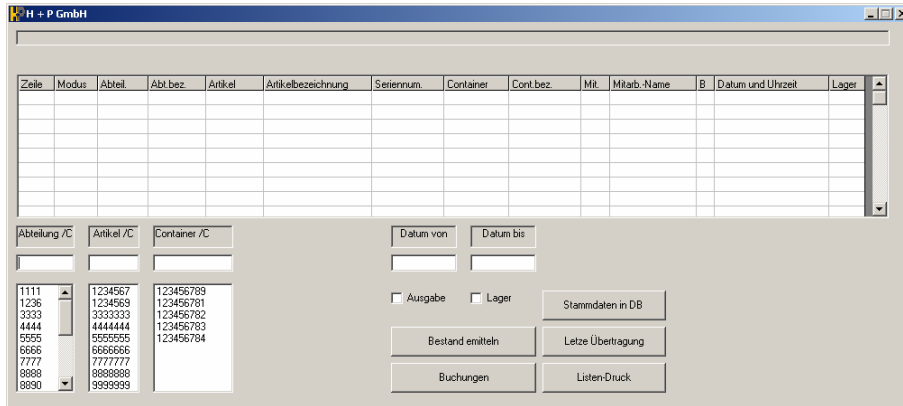 H + P GmbH
Zeile Modus Abteil. Abt.bez. Artikel Artikelbezeichnung Seriennum. Container Cont.bez. Mit. Mitarb.-Name B Datum und Uhrzeit Lager
Abteilung /C Artikel /C Container /C Datum von Datum bis
1111 1234567 123456789
1236 1234569 123456781
3333 3333333 123456782
4444 4444444 123456783
5555 5555555 123456784
6666 6666666
7777 7777777
8888 8888888
8890 9999999
Ausgabe Lager Stammdaten in DB
Bestand emitteln Letze Übertragung
Buchungen Listen-Druck